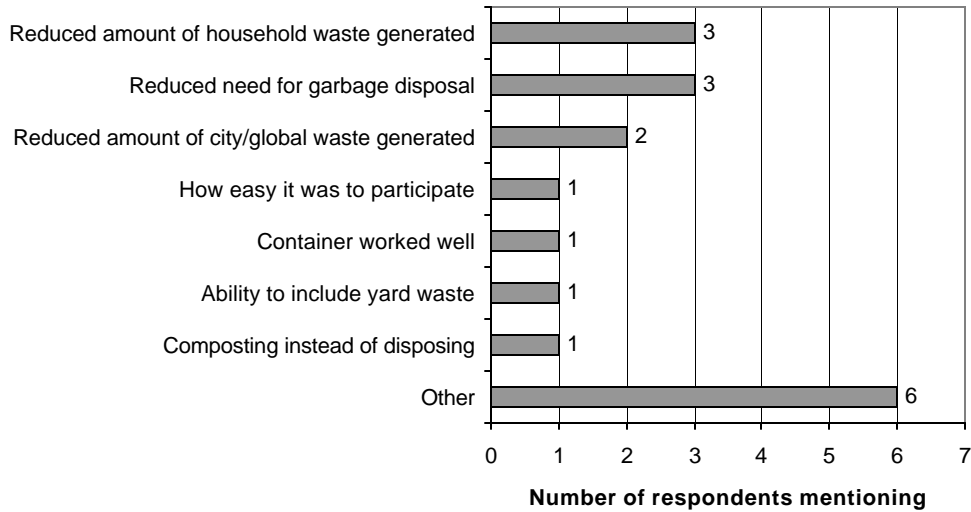 Reduced amount of household waste generated 3
Reduced need for garbage disposal 3
Reduced amount of city/global waste generated 2
How easy it was to participate 1
Container worked well 1
Ability to include yard waste 1
Composting instead of disposing 1
Other 6
0 1 2 3 4 5 6 7
Number of respondents mentioning